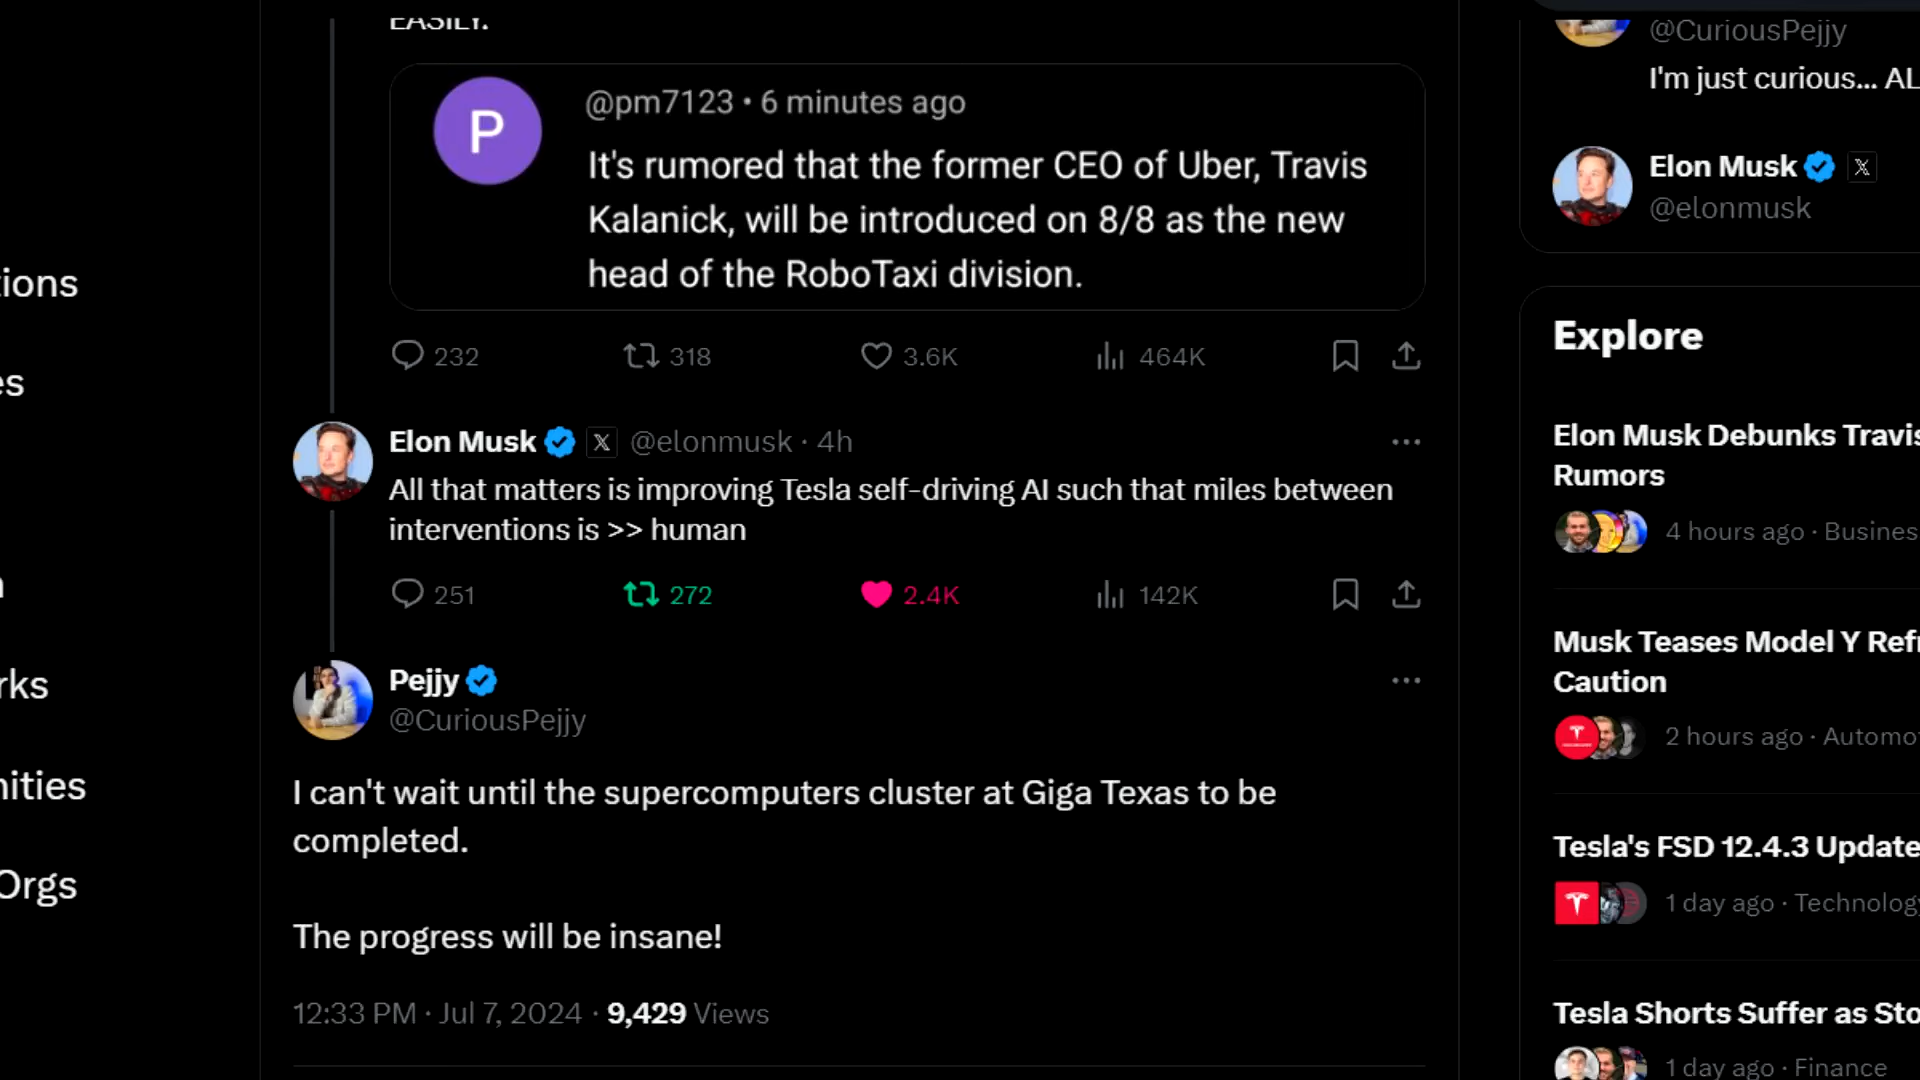 EASILY.
P
@pm7123 • 6 minutes ago
It's rumored that the former CEO of Uber, Travis
Kalanick, will be introduced on 8/8 as the new
head of the RoboTaxi division.
232 318 3.6K 464K
Elon Musk @elonmusk · 4h
All that matters is improving Tesla self-driving AI such that miles between
interventions is >> human
251 272 2.4K 142K
Pejjy
@CuriousPejjy
I can't wait until the supercomputers cluster at Giga Texas to be
completed.
The progress will be insane!
12:33 PM · Jul 7, 2024 · 9,429 Views
@CuriousPejjy
I'm just curious... AL
Elon Musk
@elonmusk
Explore
Elon Musk Debunks Travis
Rumors
4 hours ago · Busines
Musk Teases Model Y Refr
Caution
2 hours ago · Automo
Tesla's FSD 12.4.3 Update
1 day ago · Technology
Tesla Shorts Suffer as Sto
1 day ago · Finance
tions
es
rks
nities
Orgs